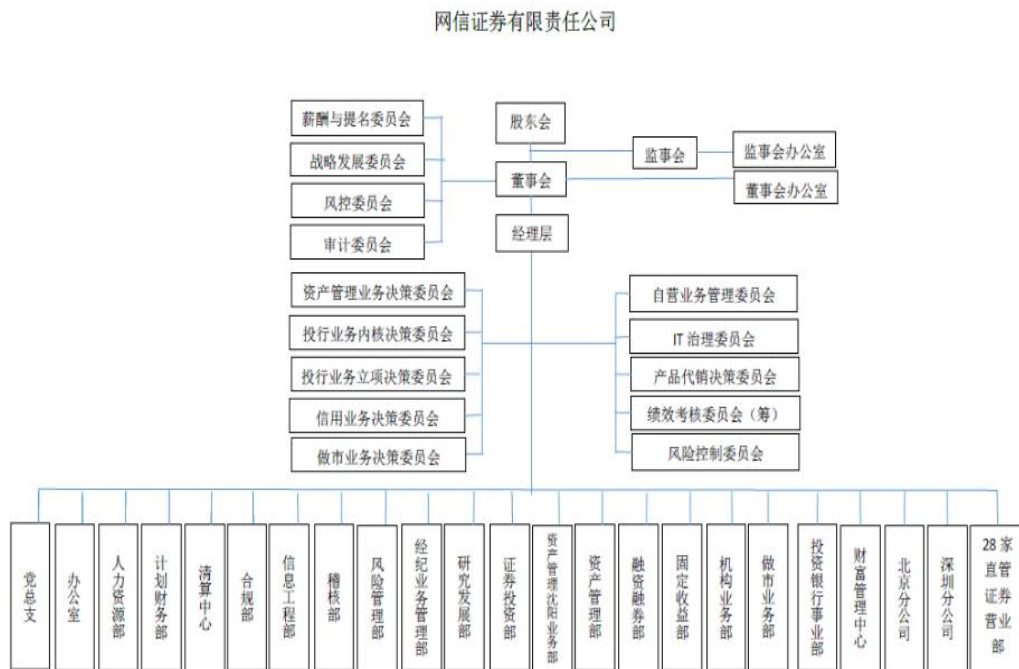 网信证券有限责任公司
薪酬与提名委员会
战略发展委员会
风控委员会
审计委员会
股东会
董事会
经理层
监事会
监事会办公室
董事会办公室
资产管理业务决策委员会
投行业务内核决策委员会
投行业务立项决策委员会
信用业务决策委员会
做市业务决策委员会
自营业务管理委员会
IT 治理委员会
产品代销决策委员会
绩效考核委员会（筹）
风险控制委员会
党总支
办公室
人力资源部
计划财务部
清算中心
合规部
信息工程部
稽核部
风险管理部
经纪业务管理部
研究发展部
证券投资部
资产管理沈阳业务部
资产管理部
融资融券部
固定收益部
机构业务部
做市业务部
投资银行事业部
财富管理中心
北京分公司
深圳分公司
28 家
直管
证券
营业
部